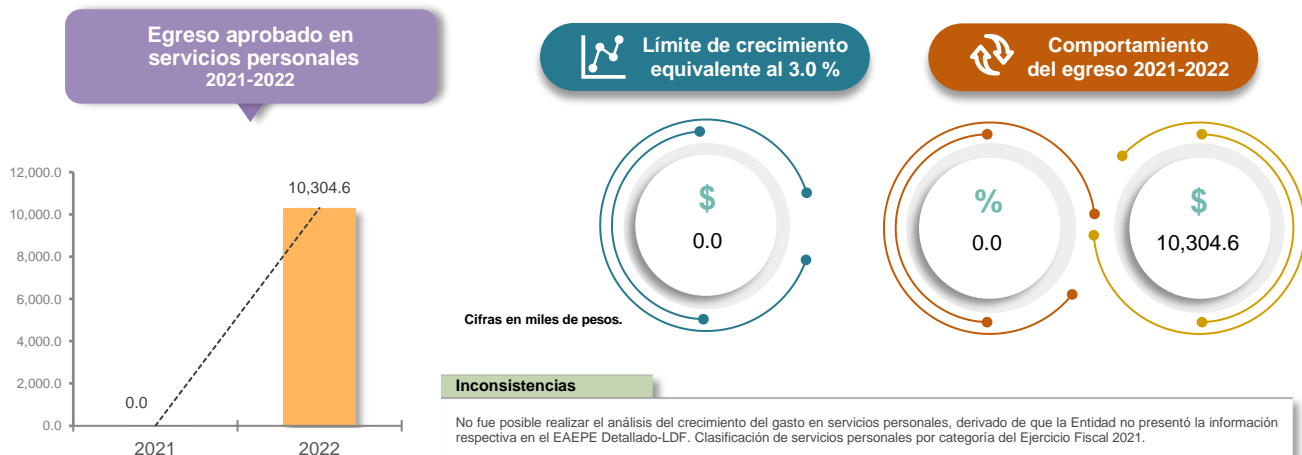 Egreso aprobado en
servicios personales
2021-2022
Límite de crecimiento
equivalente al 3.0 %
Comportamiento
del egreso 2021-2022
12,000.0
10,000.0
8,000.0
6,000.0
4,000.0
2,000.0
0.0
0.0
10,304.6
2021
2022
$
0.0
%
0.0
$
10,304.6
Cifras en miles de pesos.
Inconsistencias
No fue posible realizar el análisis del crecimiento del gasto en servicios personales, derivado de que la Entidad no presentó la información
respectiva en el EAEPE Detallado-LDF. Clasificación de servicios personales por categoría del Ejercicio Fiscal 2021.